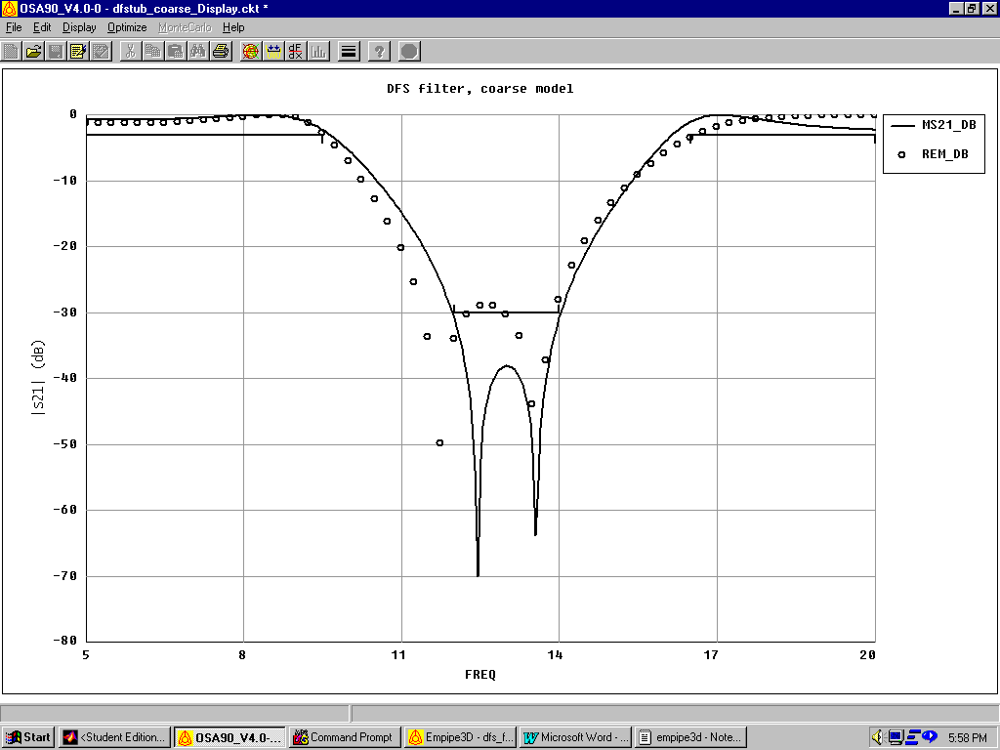 OSA90_V4.0-0 - dfstub_coarse_Display.ckt *
File Edit Display Optimize MonteCarlo Help
DFS filter, coarse model
MS21_DB
REM_DB
0
-10
-20
-30
-40
-50
-60
-70
-80
|S21| (dB)
5 8 11 14 17 20
FREQ
Start <Student Edition... OSA90_V4.0-... Command Prompt Empipe3D - dfs_f... Microsoft Word - ... empipe3d - Note... 5:58 PM